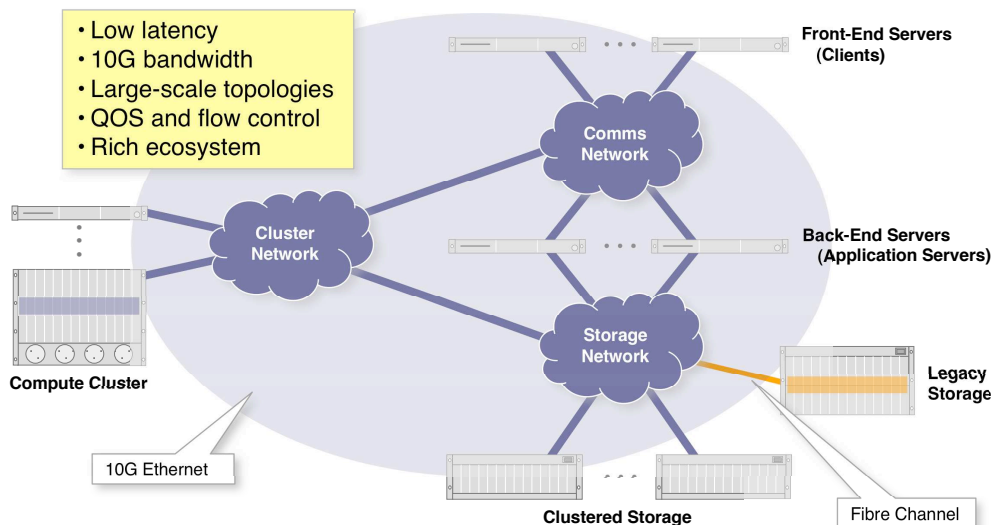 • Low latency
• 10G bandwidth
• Large-scale topologies
• QOS and flow control
• Rich ecosystem
Front-End Servers
(Clients)
Comms
Network
Cluster
Network
Back-End Servers
(Application Servers)
Storage
Network
Compute Cluster
Legacy
Storage
10G Ethernet
Clustered Storage
Fibre Channel